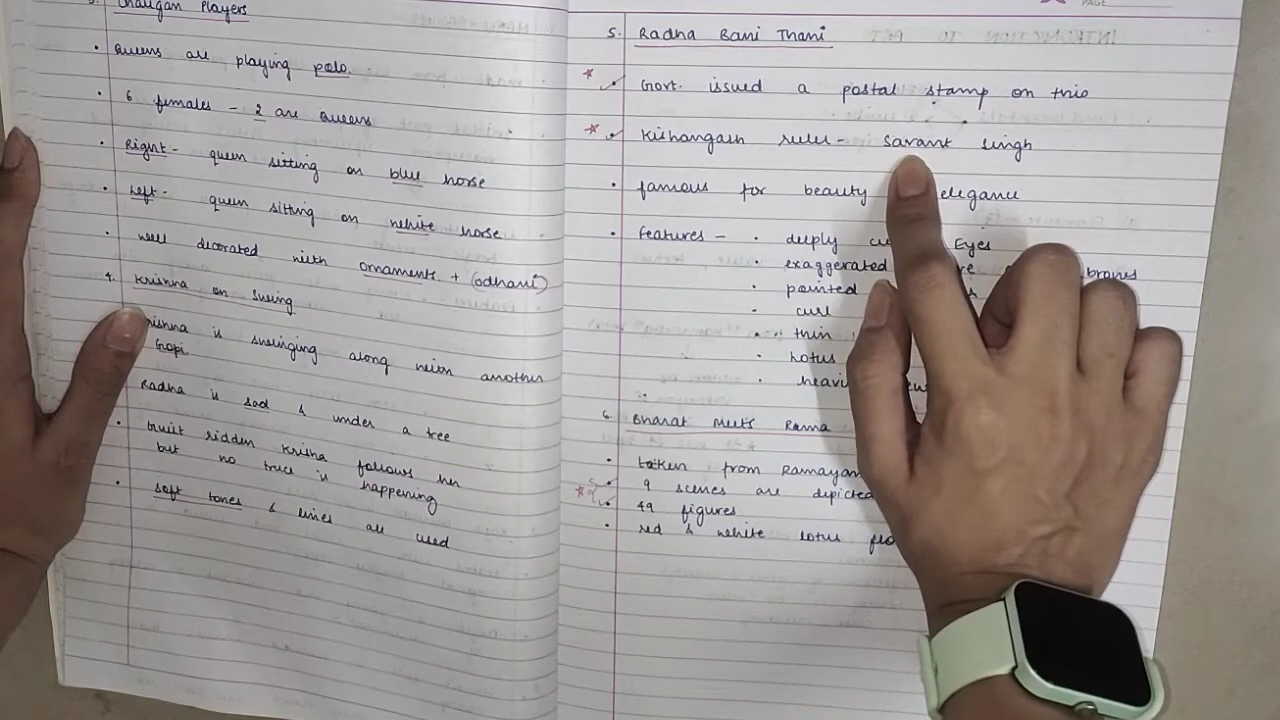 3. Chaugan Players
• Queens are playing polo.
• 6 females - 2 are Queens
• Right - queen sitting on blue horse
• Left - queen sitting on white horse
• well decorated with ornaments + (odhani)
4. Krishna on Swing
Krishna is swinging along with another Gopi
Radha is sad & under a tree
• Guilt ridden Krishna follows her
but no truce is happening
• soft tones & lines are used
PAGE
5. Radha Bani Thani
• Govt. issued a postal stamp on this
• Kishangarh ruler - Savant Singh
• famous for beauty elegance
• Features - • deeply Eyes
• exaggerated brows
• painted
• curl
• thin
• Lotus
•
6. Bharat Meets Rama
• taken from Ramayan
• 9 scenes are depicted
• 49 figures
• red & white lotus